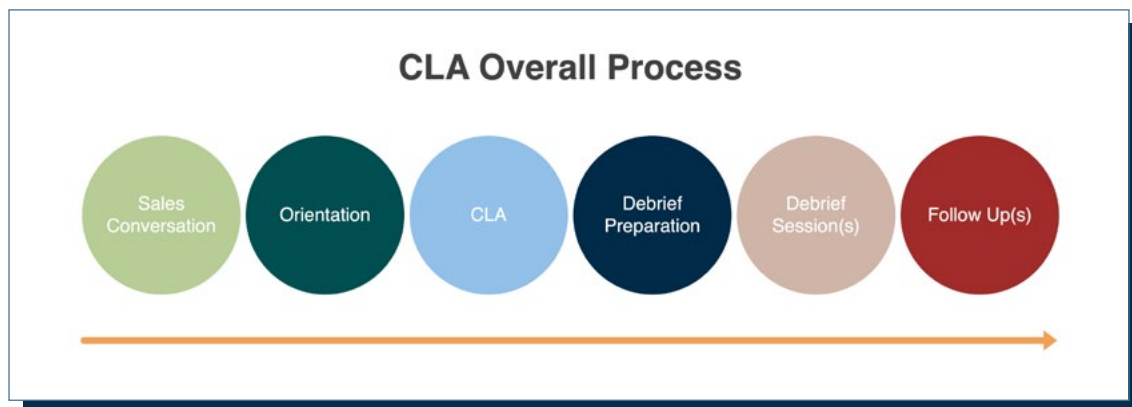 CLA Overall Process
Sales
Conversation
Orientation
CLA
Debrief
Preparation
Debrief
Session(s)
Follow Up(s)